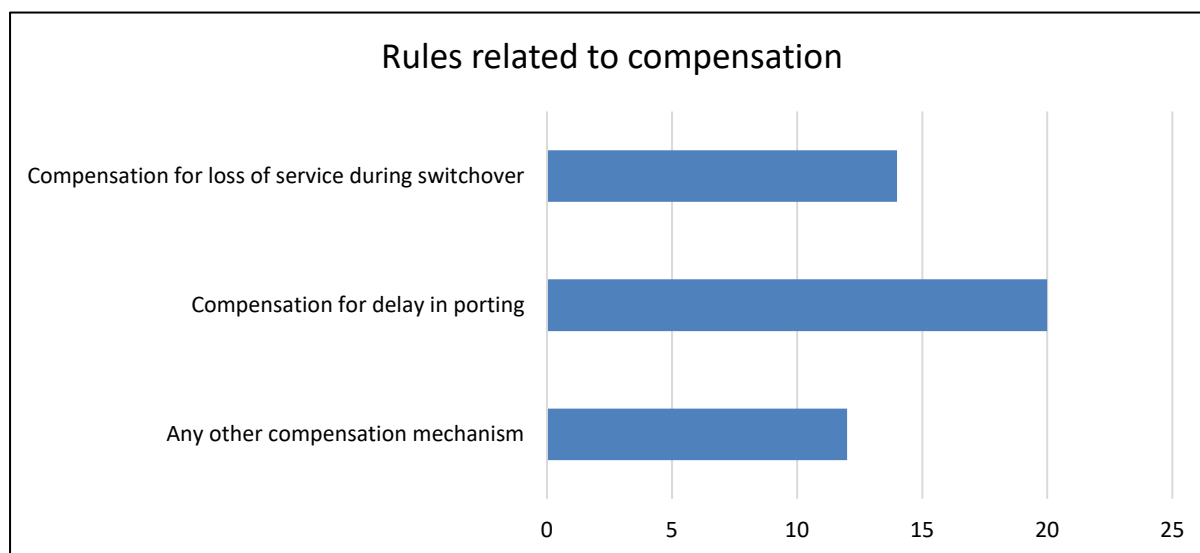 Rules related to compensation
Compensation for loss of service during switchover
Compensation for delay in porting
Any other compensation mechanism
0 5 10 15 20 25